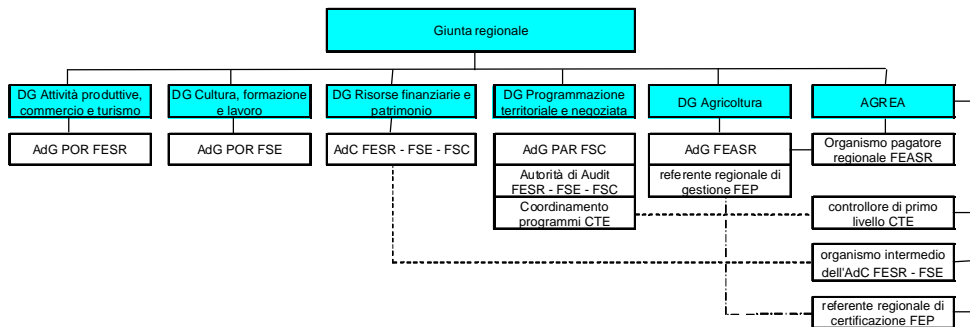 Giunta regionale
DG Attività produttive,
commercio e turismo
DG Cultura, formazione
e lavoro
DG Risorse finanziarie e
patrimonio
DG Programmazione
territoriale e negoziata
DG Agricoltura
AGREA
AdG POR FESR
AdG POR FSE
AdC FESR - FSE - FSC
AdG PAR FSC
Autorità di Audit
FESR - FSE - FSC
Coordinamento
programmi CTE
AdG FEASR
referente regionale di
gestione FEP
Organismo pagatore
regionale FEASR
controllore di primo
livello CTE
organismo intermedio
dell'AdC FESR - FSE
referente regionale di
certificazione FEP